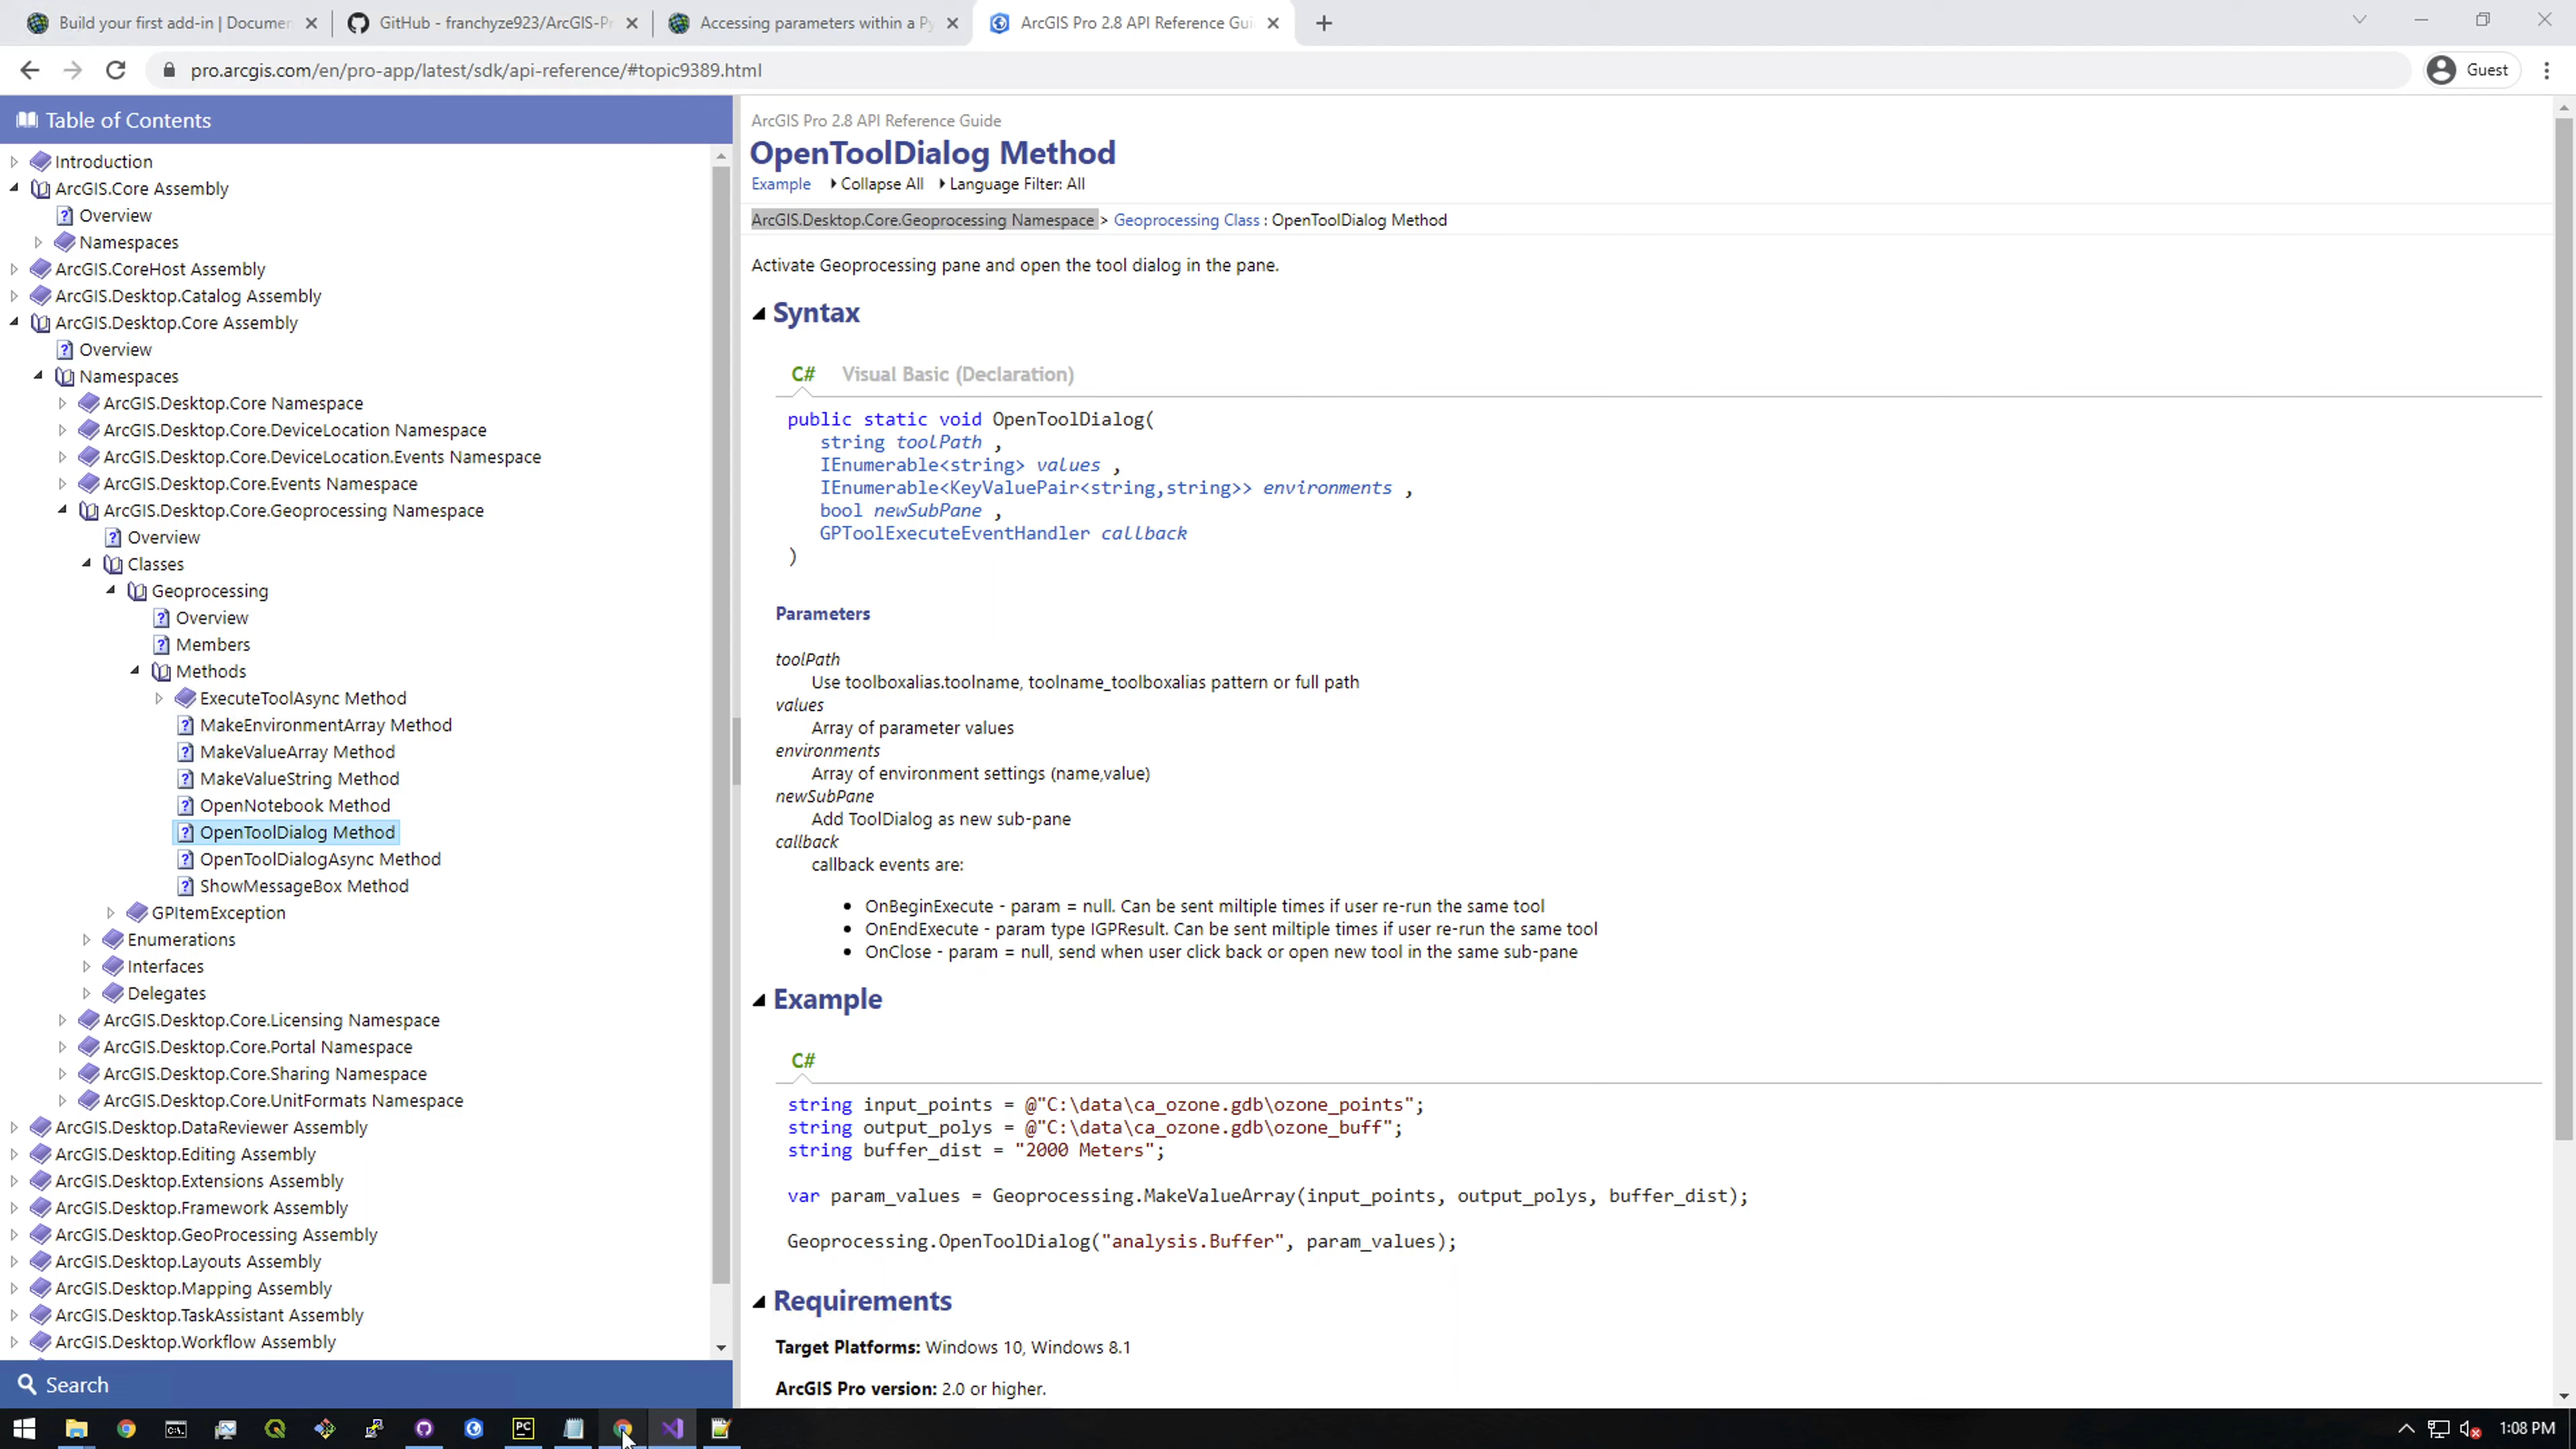 Build your first add-in | Documen
GitHub - franchyze923/ArcGIS-Pr
Accessing parameters within a Py
ArcGIS Pro 2.8 API Reference Gui
pro.arcgis.com/en/pro-app/latest/sdk/api-reference/#topic9389.html
Guest
Table of Contents
Introduction
ArcGIS.Core Assembly
Overview
Namespaces
ArcGIS.CoreHost Assembly
ArcGIS.Desktop.Catalog Assembly
ArcGIS.Desktop.Core Assembly
Overview
Namespaces
ArcGIS.Desktop.Core Namespace
ArcGIS.Desktop.Core.DeviceLocation Namespace
ArcGIS.Desktop.Core.DeviceLocation.Events Namespace
ArcGIS.Desktop.Core.Events Namespace
ArcGIS.Desktop.Core.Geoprocessing Namespace
Overview
Classes
Geoprocessing
Overview
Members
Methods
ExecuteToolAsync Method
MakeEnvironmentArray Method
MakeValueArray Method
MakeValueString Method
OpenNotebook Method
OpenToolDialog Method
OpenToolDialogAsync Method
ShowMessageBox Method
GPItemException
Enumerations
Interfaces
Delegates
ArcGIS.Desktop.Core.Licensing Namespace
ArcGIS.Desktop.Core.Portal Namespace
ArcGIS.Desktop.Core.Sharing Namespace
ArcGIS.Desktop.Core.UnitFormats Namespace
ArcGIS.Desktop.DataReviewer Assembly
ArcGIS.Desktop.Editing Assembly
ArcGIS.Desktop.Extensions Assembly
ArcGIS.Desktop.Framework Assembly
ArcGIS.Desktop.GeoProcessing Assembly
ArcGIS.Desktop.Layouts Assembly
ArcGIS.Desktop.Mapping Assembly
ArcGIS.Desktop.TaskAssistant Assembly
ArcGIS.Desktop.Workflow Assembly
Search
ArcGIS Pro 2.8 API Reference Guide
OpenToolDialog Method
Example Collapse All Language Filter: All
ArcGIS.Desktop.Core.Geoprocessing Namespace > Geoprocessing Class : OpenToolDialog Method
Activate Geoprocessing pane and open the tool dialog in the pane.
Syntax
C# Visual Basic (Declaration)
public static void OpenToolDialog(
string toolPath ,
IEnumerable<string> values ,
IEnumerable<KeyValuePair<string,string>> environments ,
bool newSubPane ,
GPToolExecuteEventHandler callback
)
Parameters
toolPath
Use toolboxalias.toolname, toolname_toolboxalias pattern or full path
values
Array of parameter values
environments
Array of environment settings (name,value)
newSubPane
Add ToolDialog as new sub-pane
callback
callback events are:
• OnBeginExecute - param = null. Can be sent miltiple times if user re-run the same tool
• OnEndExecute - param type IGPResult. Can be sent miltiple times if user re-run the same tool
• OnClose - param = null, send when user click back or open new tool in the same sub-pane
Example
C#
string input_points = @"C:\data\ca_ozone.gdb\ozone_points";
string output_polys = @"C:\data\ca_ozone.gdb\ozone_buff";
string buffer_dist = "2000 Meters";
var param_values = Geoprocessing.MakeValueArray(input_points, output_polys, buffer_dist);
Geoprocessing.OpenToolDialog("analysis.Buffer", param_values);
Requirements
Target Platforms: Windows 10, Windows 8.1
ArcGIS Pro version: 2.0 or higher.
1:08 PM